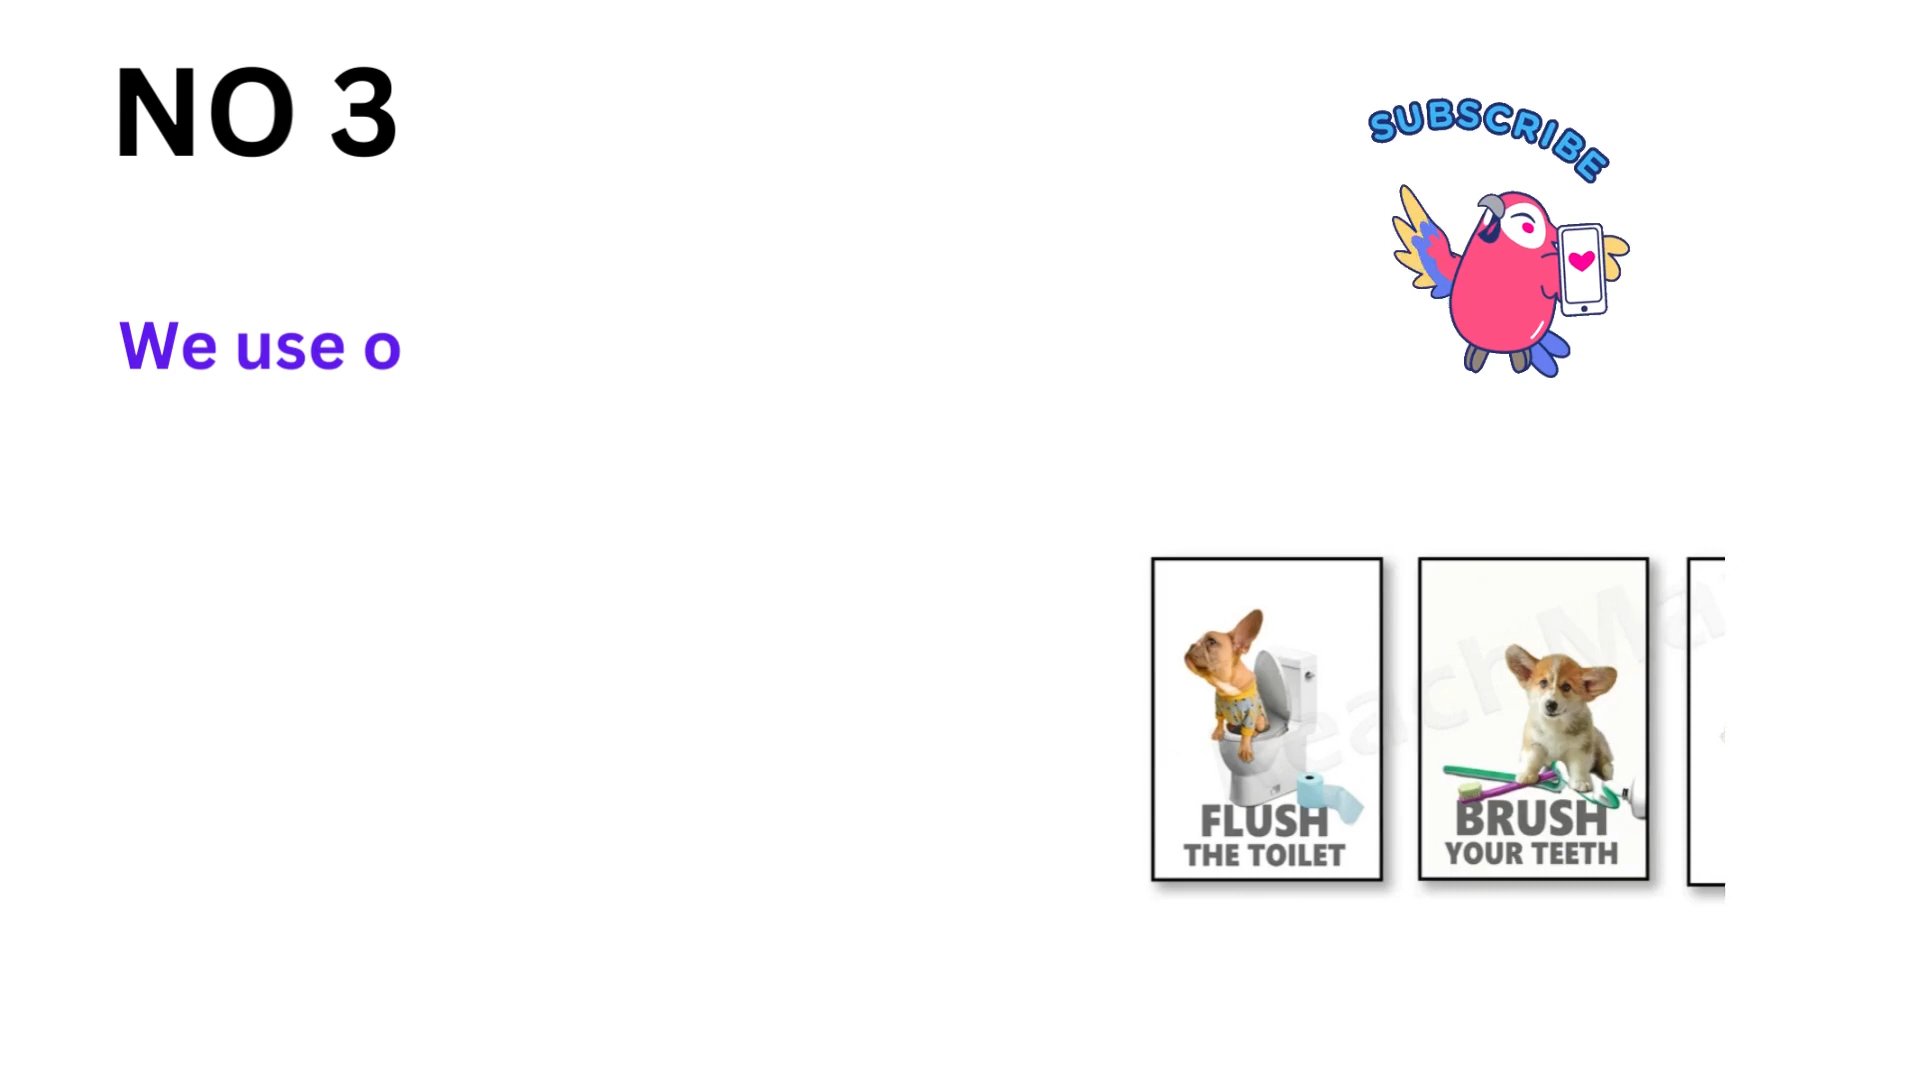 NO 3
SUBSCRIBE
We use o
FLUSH
THE TOILET
BRUSH
YOUR TEETH